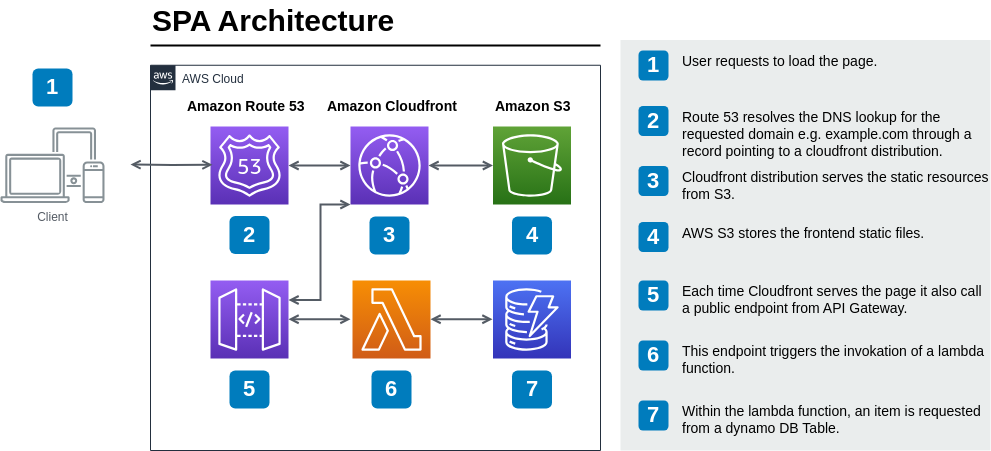 SPA Architecture
aws
AWS Cloud
1
Amazon Route 53
Amazon Cloudfront
Amazon S3
53
Client
2
3
4
</>
5
6
7
1
User requests to load the page.
2
Route 53 resolves the DNS lookup for the
requested domain e.g. example.com through a
record pointing to a cloudfront distribution.
3
Cloudfront distribution serves the static resources
from S3.
4
AWS S3 stores the frontend static files.
5
Each time Cloudfront serves the page it also call
a public endpoint from API Gateway.
6
This endpoint triggers the invokation of a lambda
function.
7
Within the lambda function, an item is requested
from a dynamo DB Table.